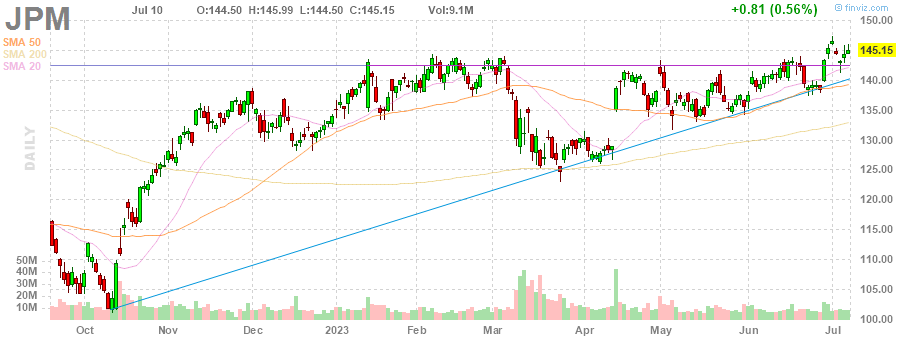 JPM Jul 10 O:144.50 H:145.99 L:144.50 C:145.15 Vol:9.1M +0.81 (0.56%) © finviz.com
150.00
SMA 50
SMA 200
SMA 20
145.15
140.00
135.00
DAILY
130.00
125.00
120.00
115.00
110.00
50M
40M
30M
20M
10M
105.00
100.00
Oct Nov Dec 2023 Feb Mar Apr May Jun Jul